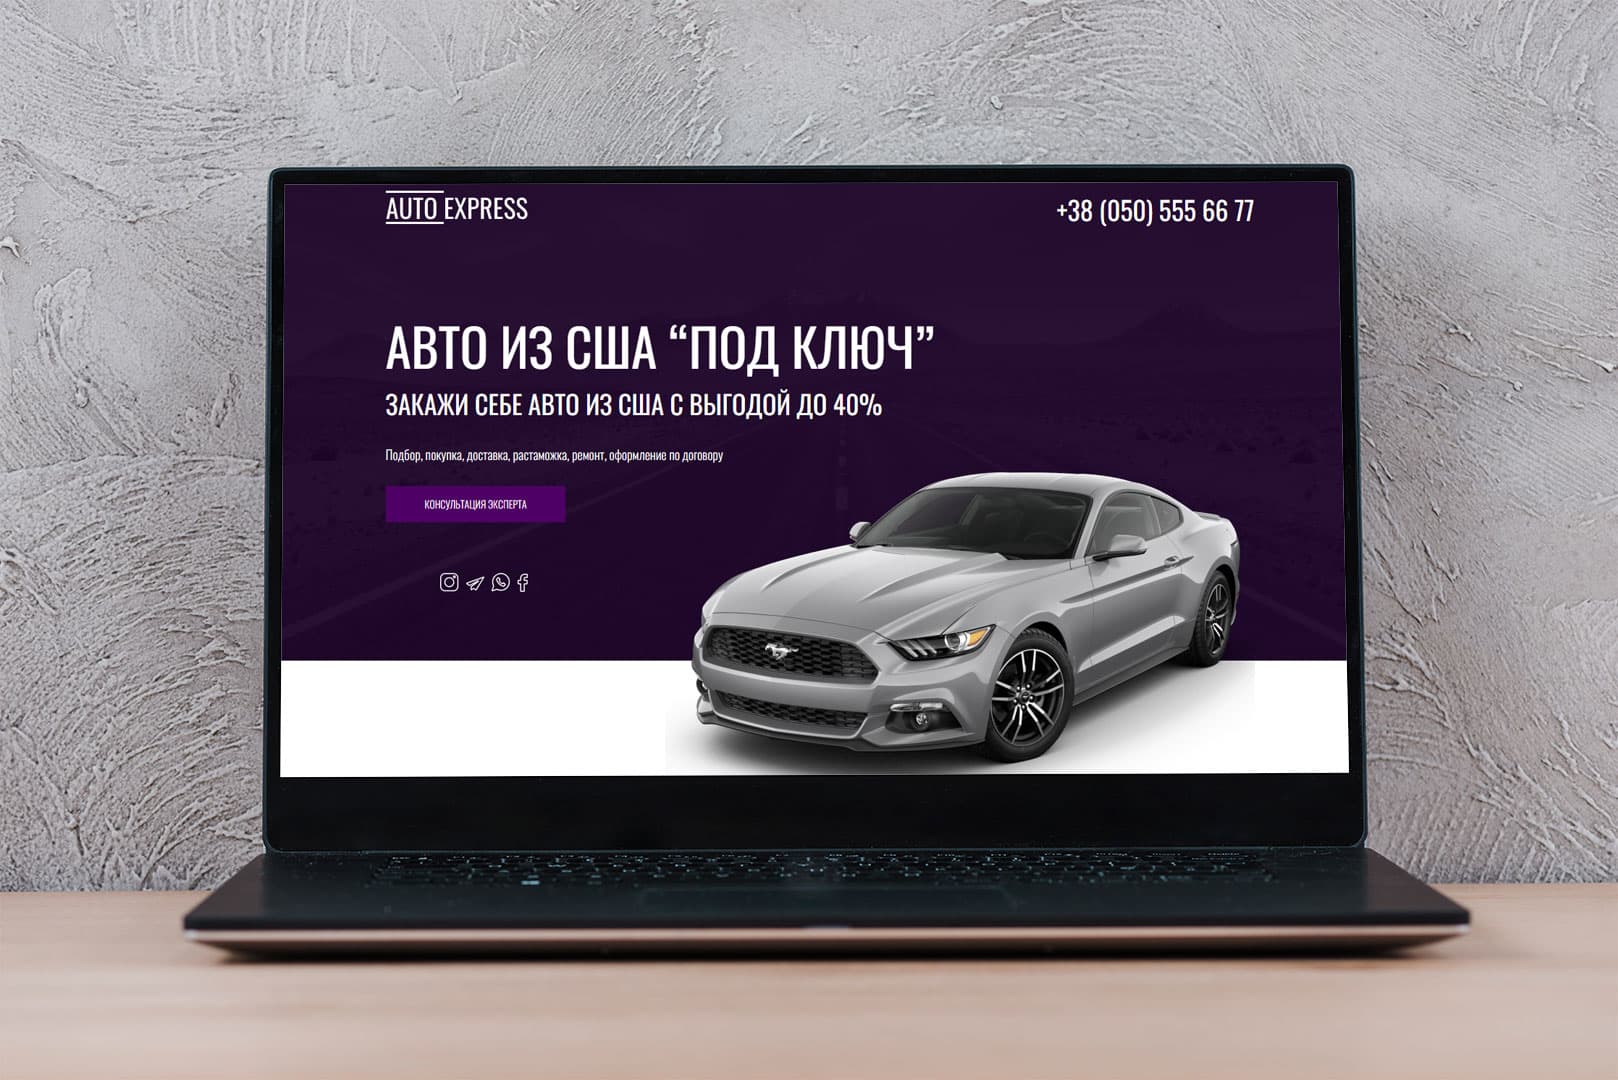 AUTO EXPRESS
+38 (050) 555 66 77
АВТО ИЗ США “ПОД КЛЮЧ”
ЗАКАЖИ СЕБЕ АВТО ИЗ США С ВЫГОДОЙ ДО 40%
Подбор, покупка, доставка, растаможка, ремонт, оформление по договору
КОНСУЛЬТАЦИЯ ЭКСПЕРТА